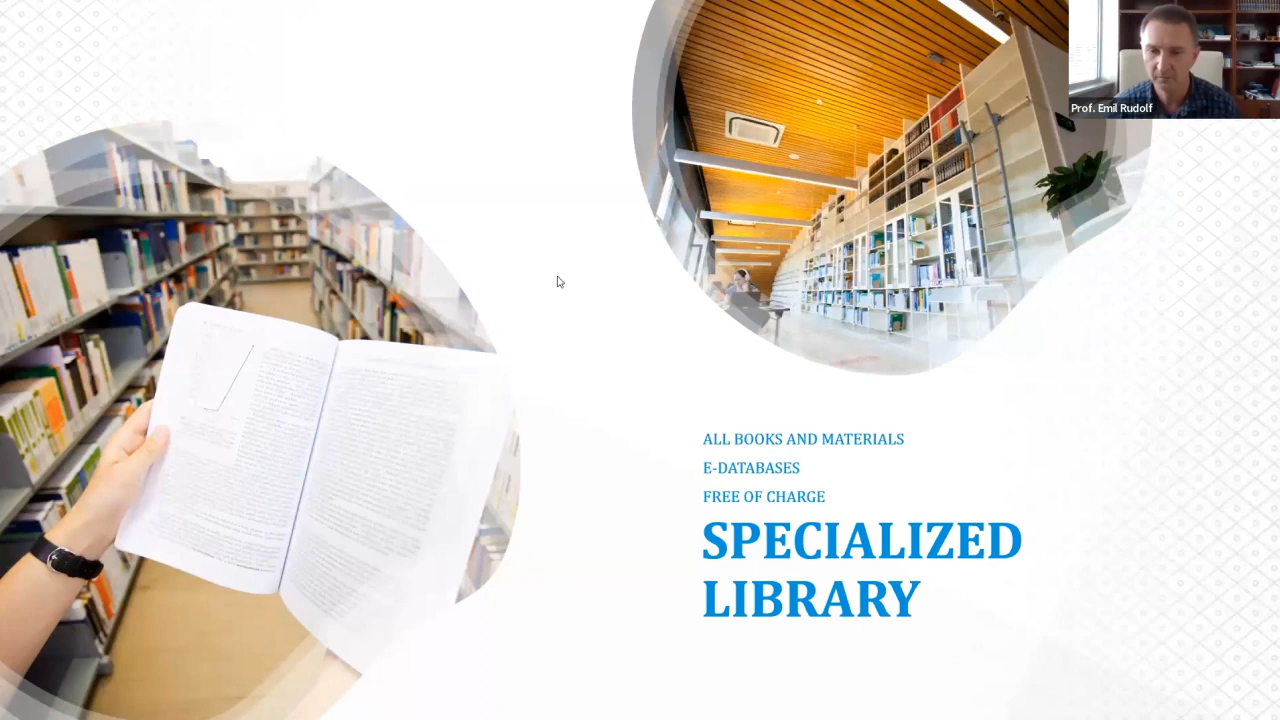 Prof. Emil Rudolf
ALL BOOKS AND MATERIALS
E-DATABASES
FREE OF CHARGE
SPECIALIZED
LIBRARY